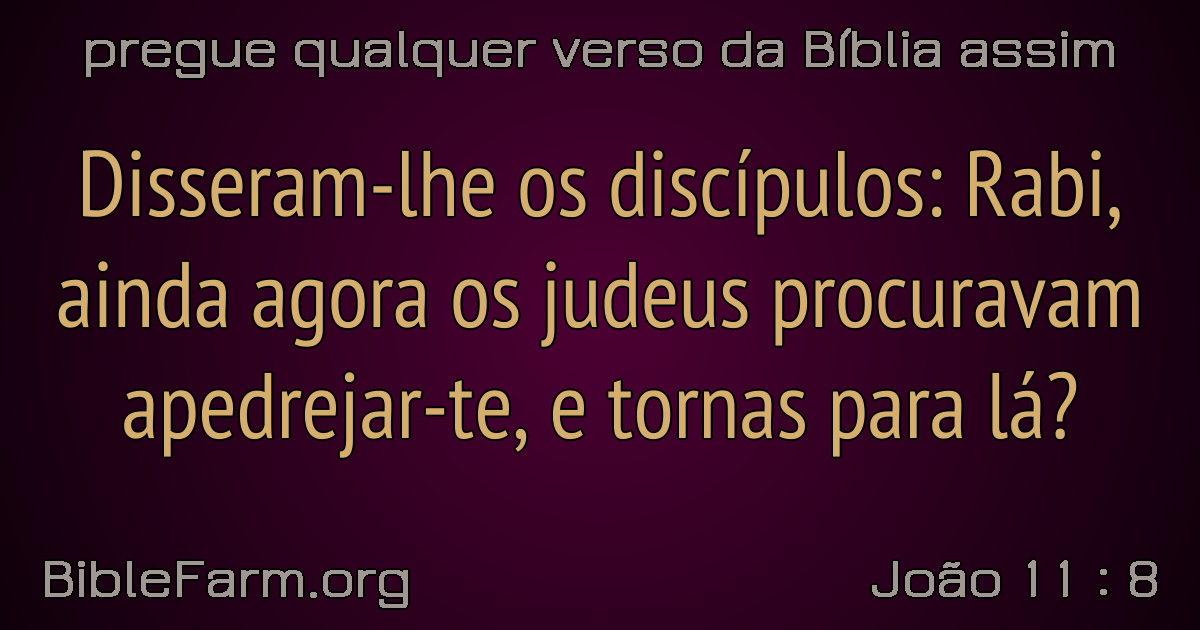 pregue qualquer verso da Bíblia assim
Disseram-lhe os discípulos: Rabi,
ainda agora os judeus procuravam
apedrejar-te, e tornas para lá?
BibleFarm.org
João 11 : 8